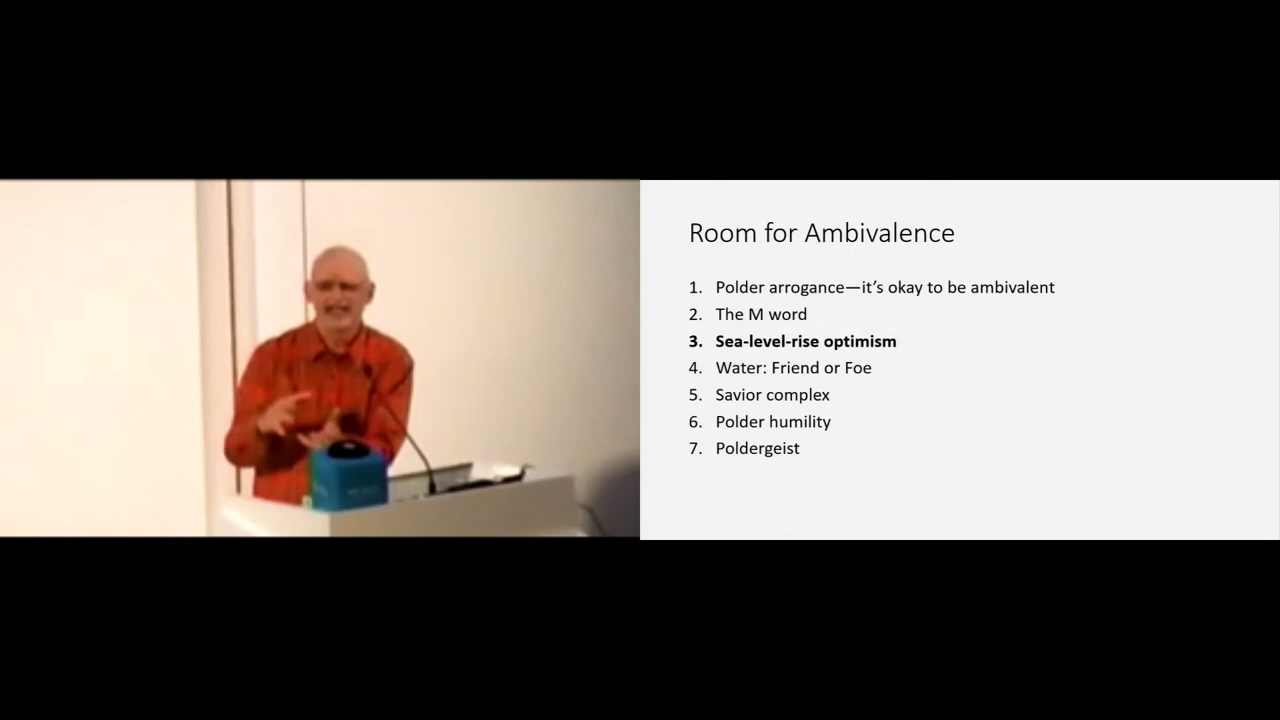 Room for Ambivalence
1. Polder arrogance—it’s okay to be ambivalent
2. The M word
3. Sea-level-rise optimism
4. Water: Friend or Foe
5. Savior complex
6. Polder humility
7. Poldergeist